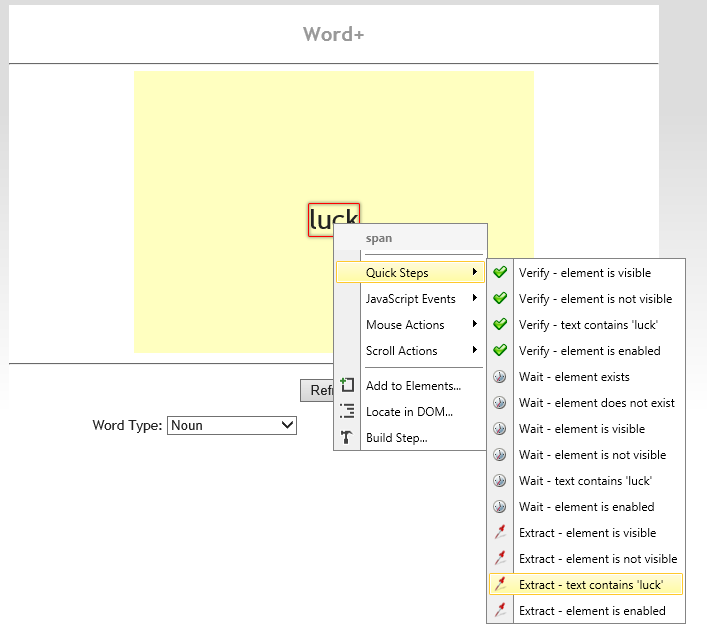 Word+
luck
span
Quick Steps
JavaScript Events
Mouse Actions
Scroll Actions
Add to Elements...
Locate in DOM...
Build Step...
Verify - element is visible
Verify - element is not visible
Verify - text contains 'luck'
Verify - element is enabled
Wait - element exists
Wait - element does not exist
Wait - element is visible
Wait - element is not visible
Wait - text contains 'luck'
Wait - element is enabled
Extract - element is visible
Extract - element is not visible
Extract - text contains 'luck'
Extract - element is enabled
Word Type: Noun